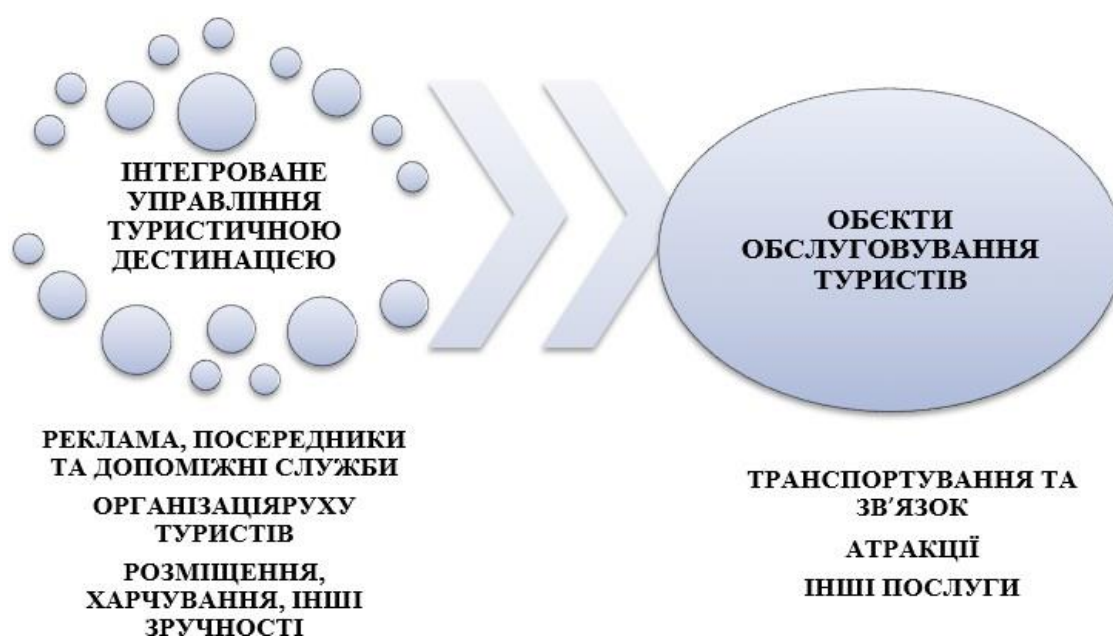 ІНТЕГРОВАНЕ
УПРАВЛІННЯ
ТУРИСТИЧНОЮ
ДЕСТИНАЦІЄЮ
РЕКЛАМА, ПОСЕРЕДНИКИ
ТА ДОПОМІЖНІ СЛУЖБИ
ОРГАНІЗАЦІЯРУХУ
ТУРИСТІВ
РОЗМІЩЕННЯ,
ХАРЧУВАННЯ, ІНШІ
ЗРУЧНОСТІ
ОБЄКТИ
ОБСЛУГОВУВАННЯ
ТУРИСТІВ
ТРАНСПОРТУВАННЯ ТА
ЗВ′ЯЗОК
АТРАКЦІЇ
ІНШІ ПОСЛУГИ